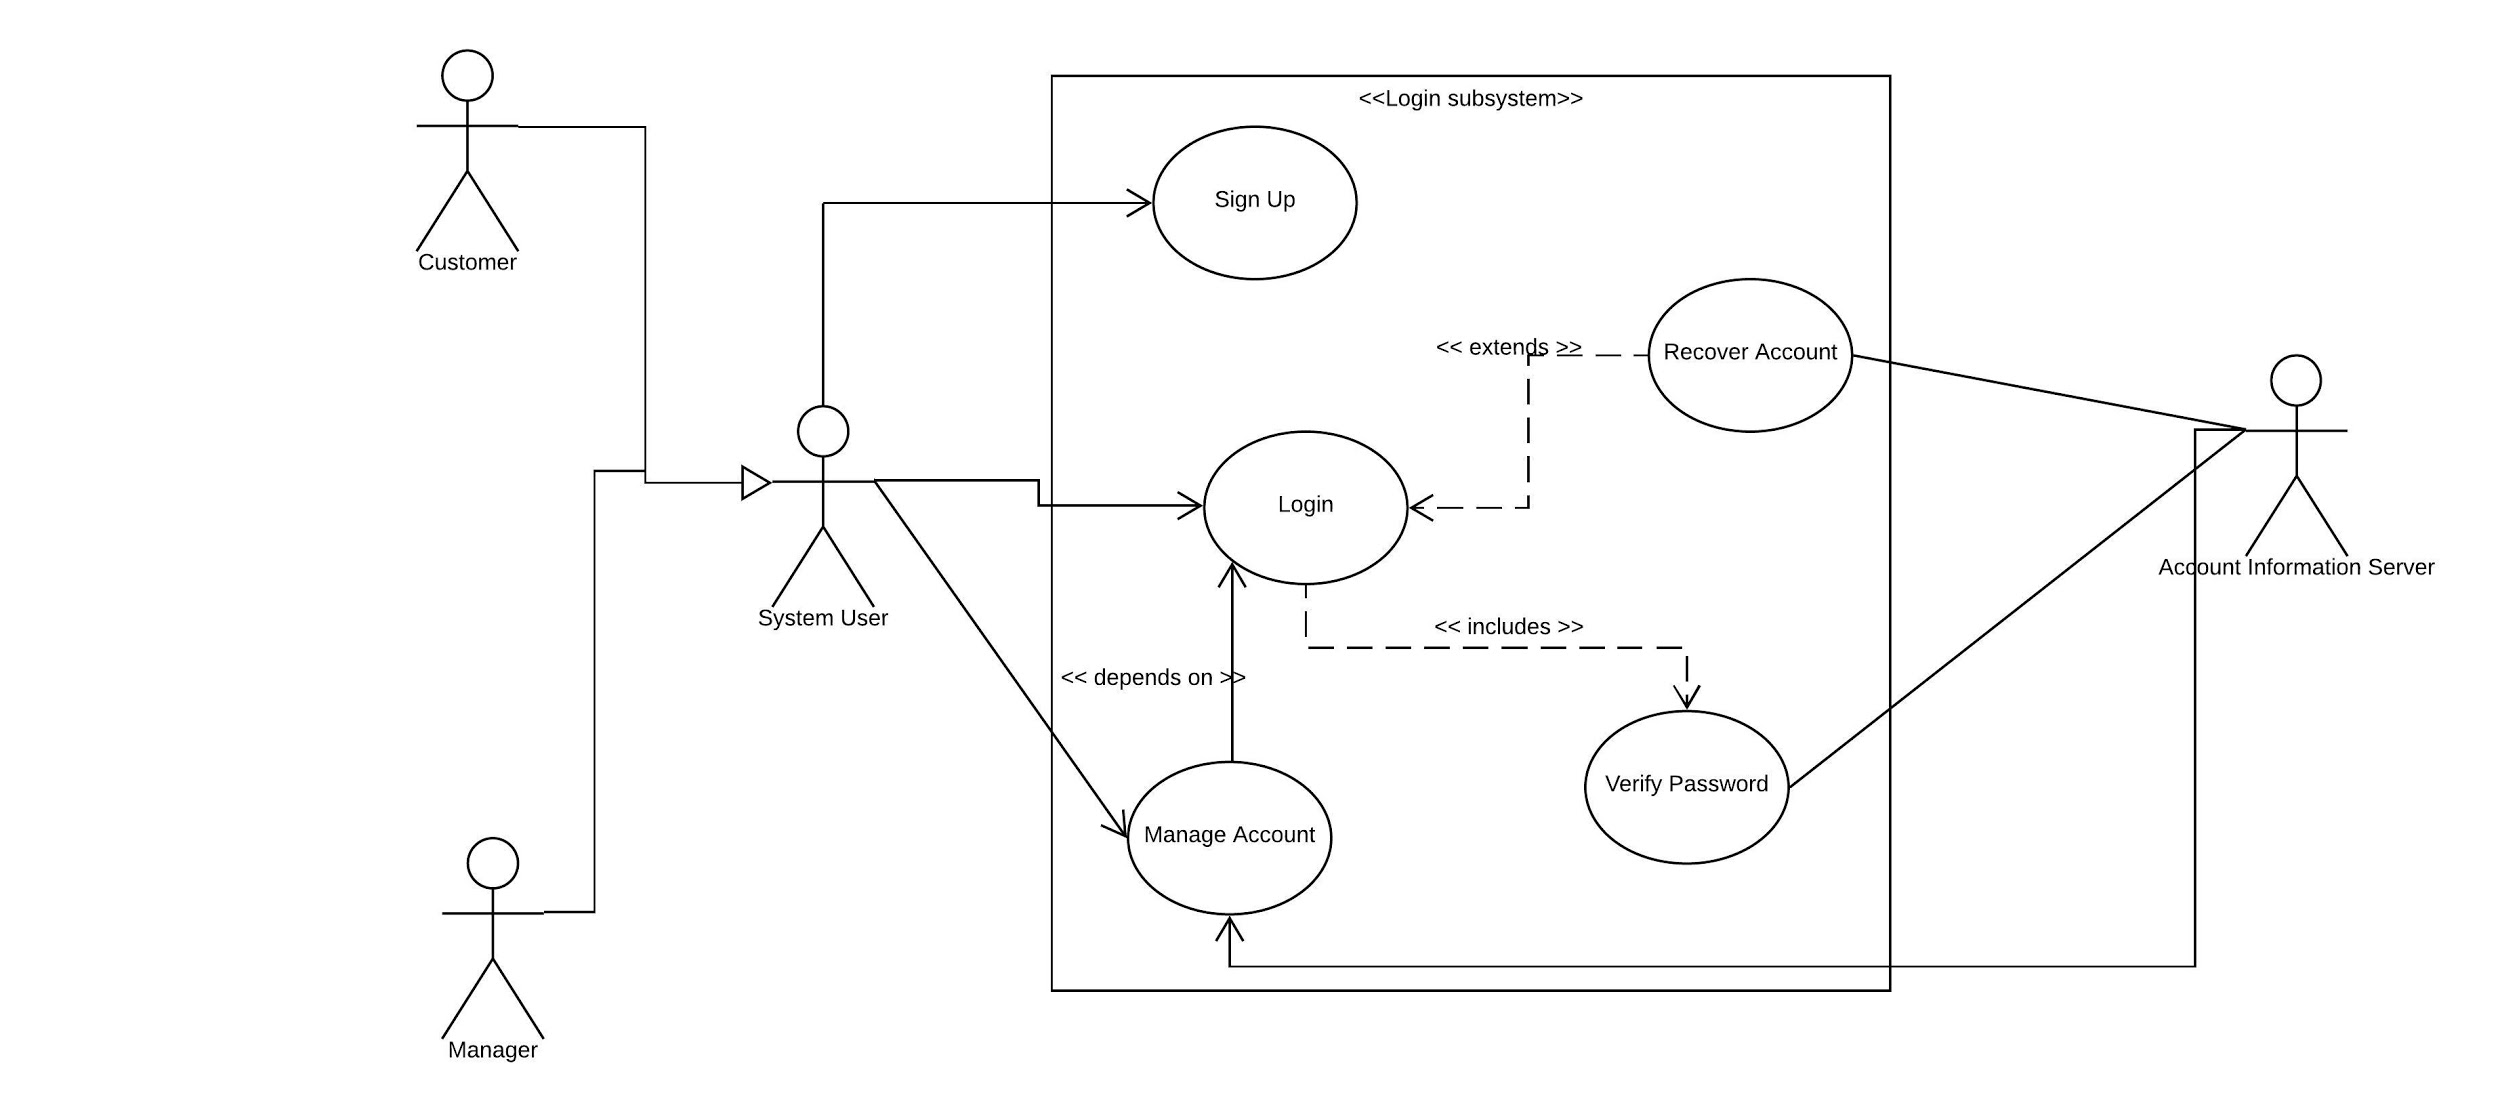 <<Login subsystem>>
Sign Up
Customer
<< extends >>
Recover Account
Login
Account Information Server
System User
<< includes >>
<< depends on >>
Verify Password
Manage Account
Manager